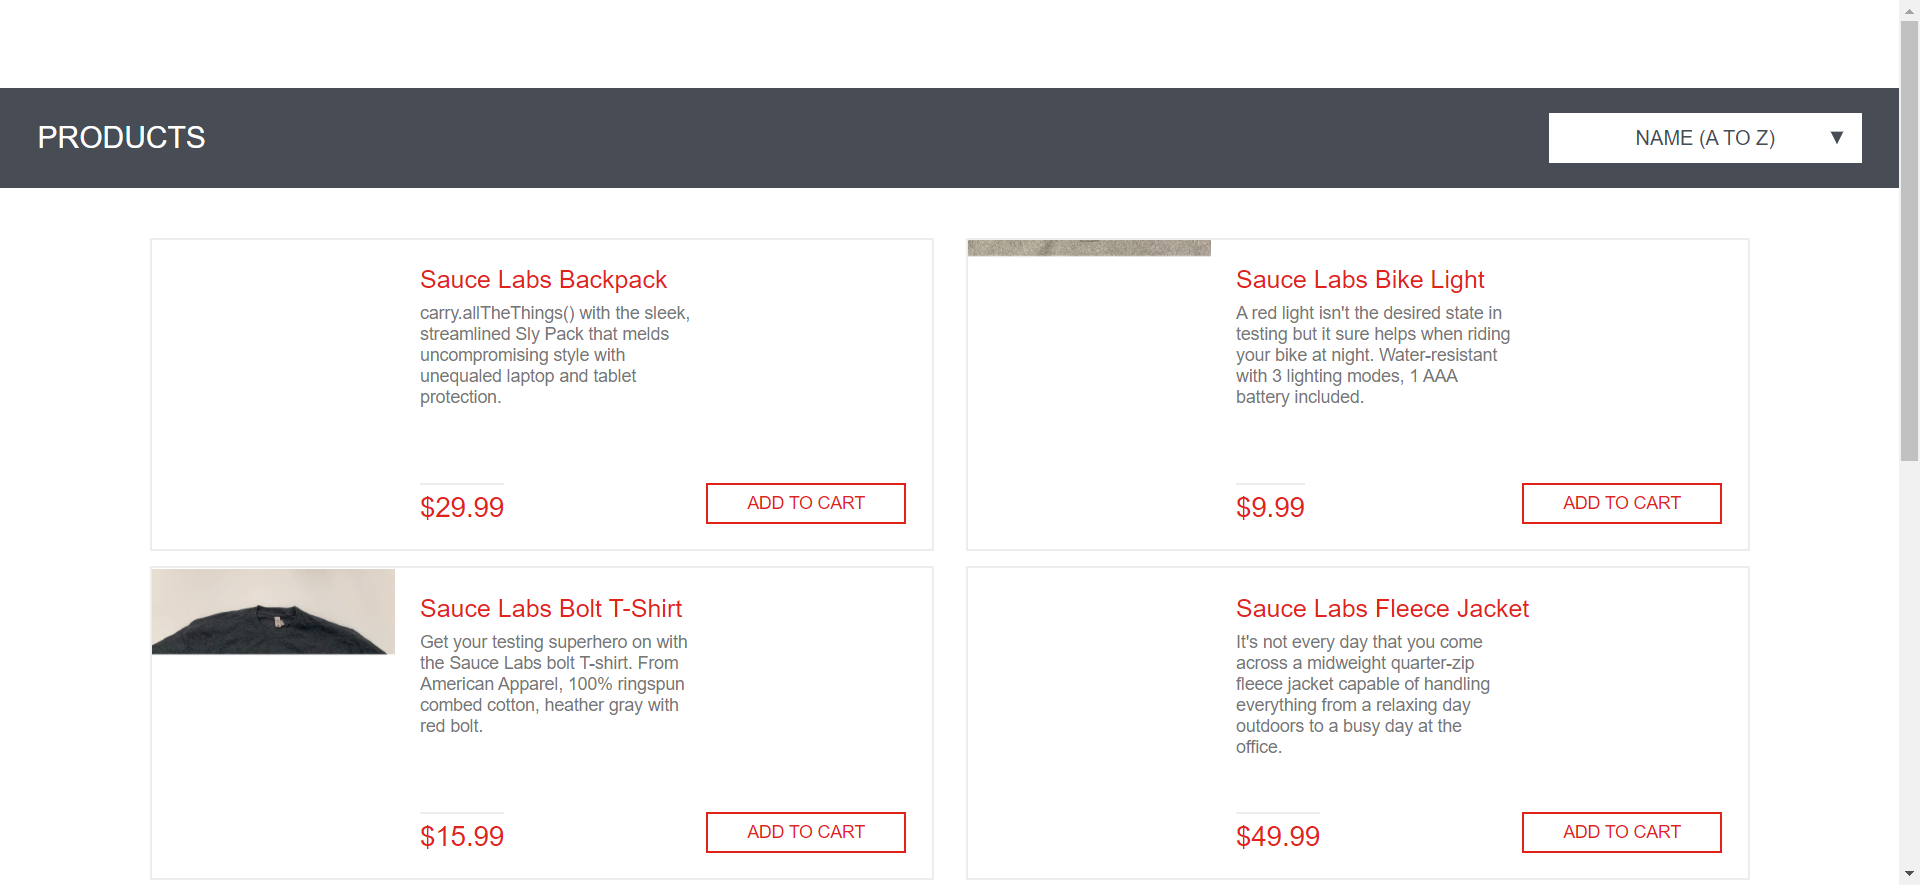 PRODUCTS
NAME (A TO Z) ▼
Sauce Labs Backpack
carry.allTheThings() with the sleek,
streamlined Sly Pack that melds
uncompromising style with
unequaled laptop and tablet
protection.
$29.99
ADD TO CART
Sauce Labs Bike Light
A red light isn't the desired state in
testing but it sure helps when riding
your bike at night. Water-resistant
with 3 lighting modes, 1 AAA
battery included.
$9.99
ADD TO CART
Sauce Labs Bolt T-Shirt
Get your testing superhero on with
the Sauce Labs bolt T-shirt. From
American Apparel, 100% ringspun
combed cotton, heather gray with
red bolt.
$15.99
ADD TO CART
Sauce Labs Fleece Jacket
It's not every day that you come
across a midweight quarter-zip
fleece jacket capable of handling
everything from a relaxing day
outdoors to a busy day at the
office.
$49.99
ADD TO CART